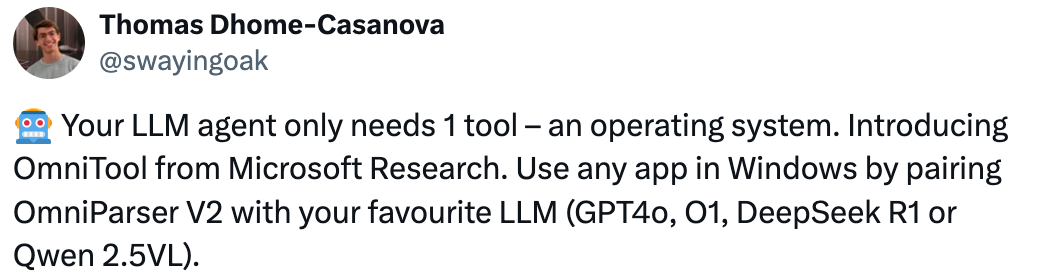 Thomas Dhome-Casanova
@swayingoak
🤖 Your LLM agent only needs 1 tool – an operating system. Introducing
OmniTool from Microsoft Research. Use any app in Windows by pairing
OmniParser V2 with your favourite LLM (GPT4o, O1, DeepSeek R1 or
Qwen 2.5VL).